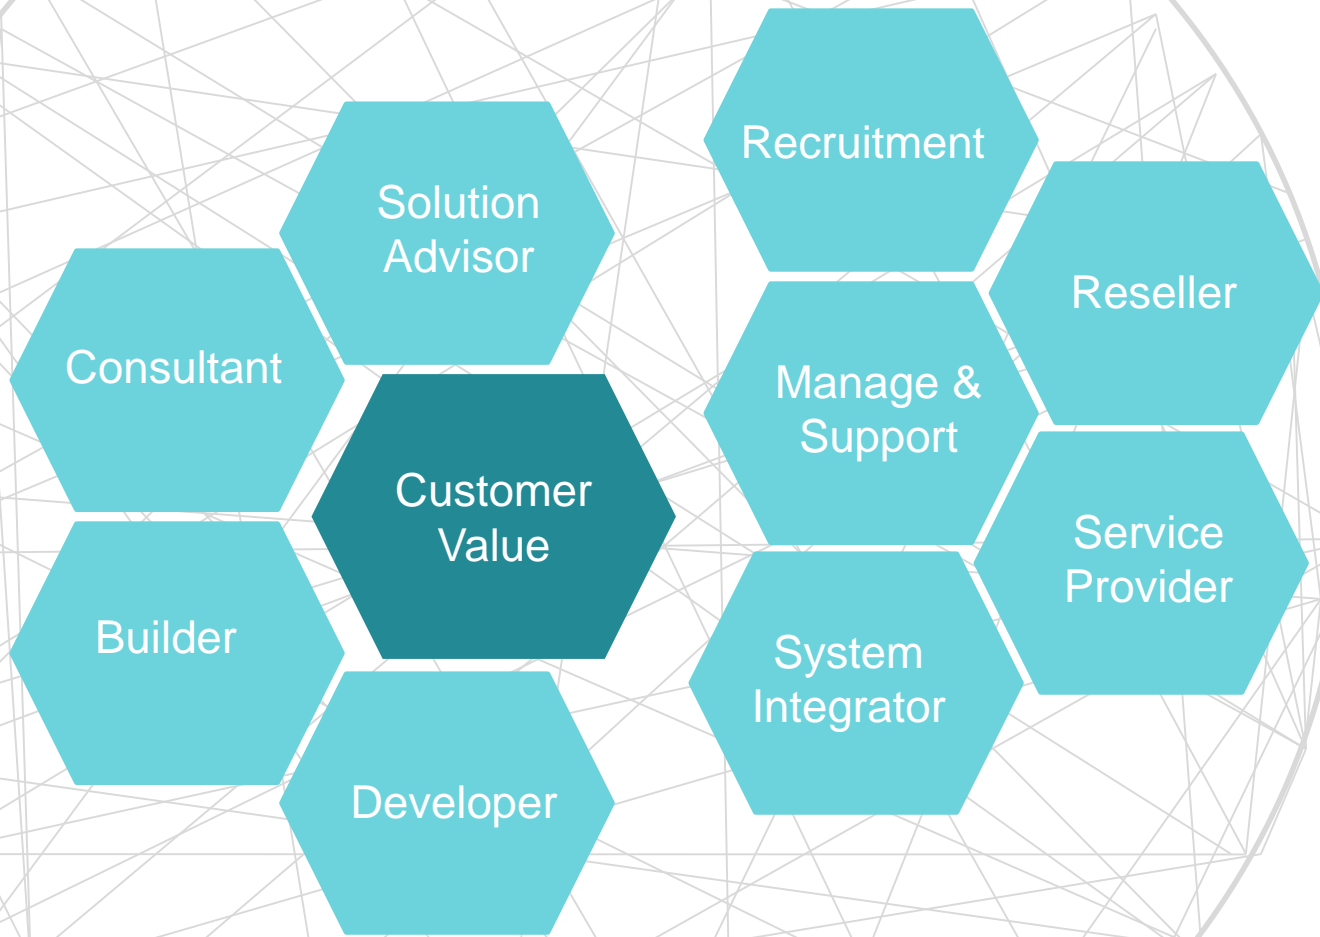 Recruitment
Solution
Advisor
Reseller
Consultant
Manage &
Support
Customer
Value
Service
Provider
Builder
System
Integrator
Developer